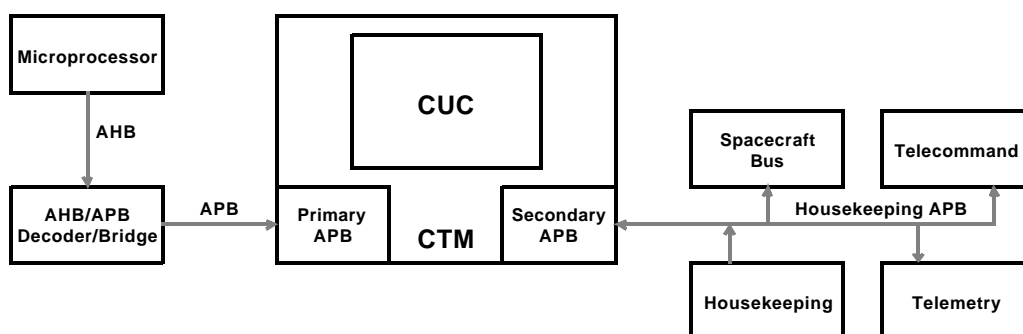 Microprocessor
AHB
AHB/APB
Decoder/Bridge
APB
CUC
Primary
APB
CTM
Secondary
APB
Spacecraft
Bus
Telecommand
Housekeeping APB
Housekeeping
Telemetry